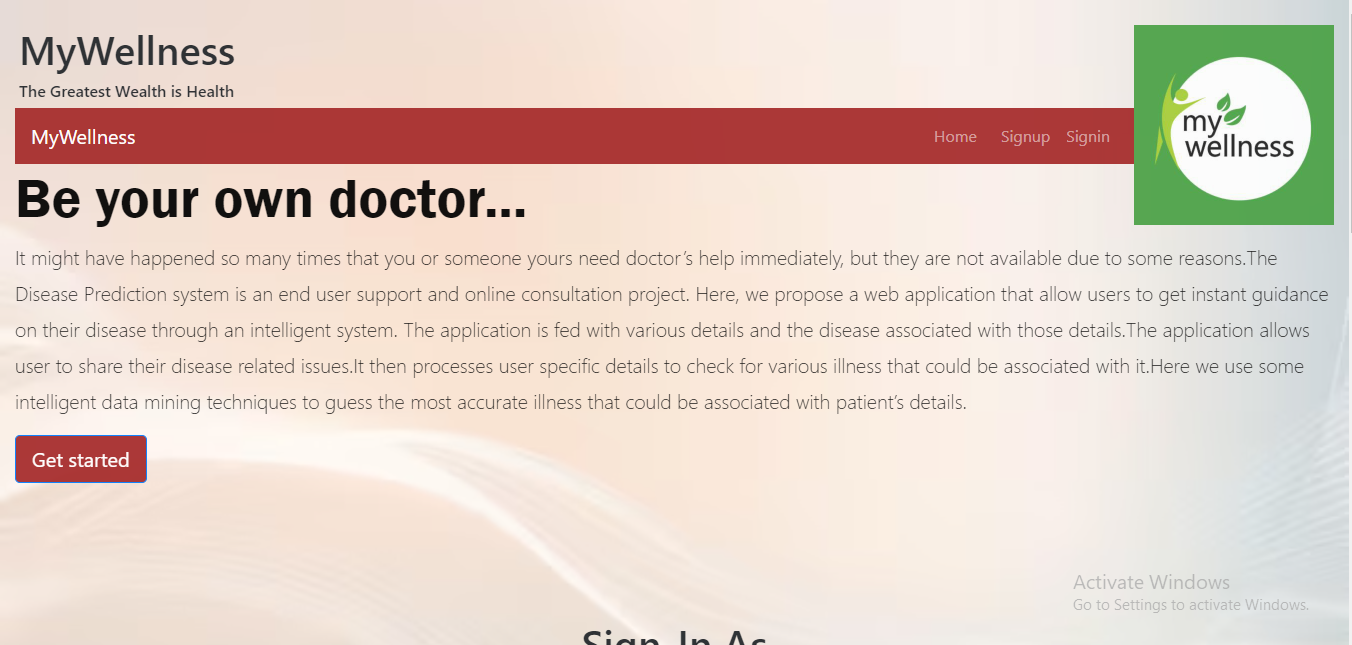 MyWellness
The Greatest Wealth is Health
MyWellness
Home Signup Signin
my
wellness
Be your own doctor...
It might have happened so many times that you or someone yours need doctor’s help immediately, but they are not available due to some reasons.The
Disease Prediction system is an end user support and online consultation project. Here, we propose a web application that allow users to get instant guidance
on their disease through an intelligent system. The application is fed with various details and the disease associated with those details.The application allows
user to share their disease related issues.It then processes user specific details to check for various illness that could be associated with it.Here we use some
intelligent data mining techniques to guess the most accurate illness that could be associated with patient’s details.
Get started
Activate Windows
Go to Settings to activate Windows.
Sign In As